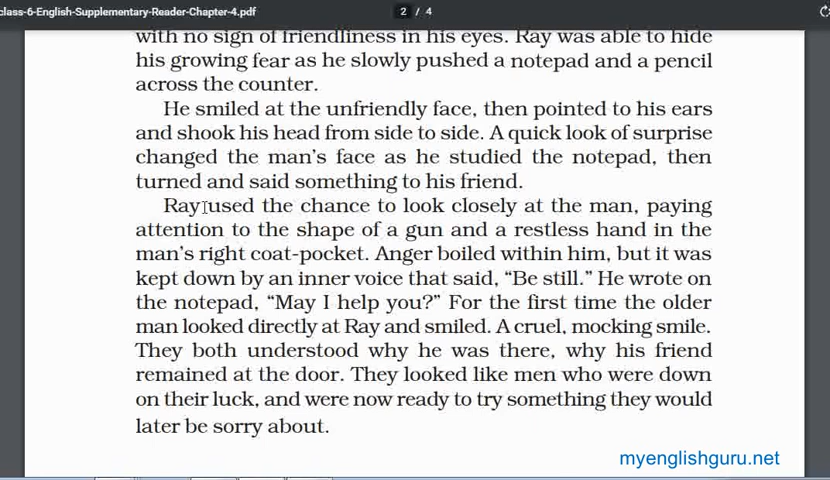 class-6-English-Supplementary-Reader-Chapter-4.pdf
2 / 4
with no sign of friendliness in his eyes. Ray was able to hide
his growing fear as he slowly pushed a notepad and a pencil
across the counter.
He smiled at the unfriendly face, then pointed to his ears
and shook his head from side to side. A quick look of surprise
changed the man's face as he studied the notepad, then
turned and said something to his friend.
Ray used the chance to look closely at the man, paying
attention to the shape of a gun and a restless hand in the
man's right coat-pocket. Anger boiled within him, but it was
kept down by an inner voice that said, “Be still.” He wrote on
the notepad, “May I help you?” For the first time the older
man looked directly at Ray and smiled. A cruel, mocking smile.
They both understood why he was there, why his friend
remained at the door. They looked like men who were down
on their luck, and were now ready to try something they would
later be sorry about.
myenglishguru.net